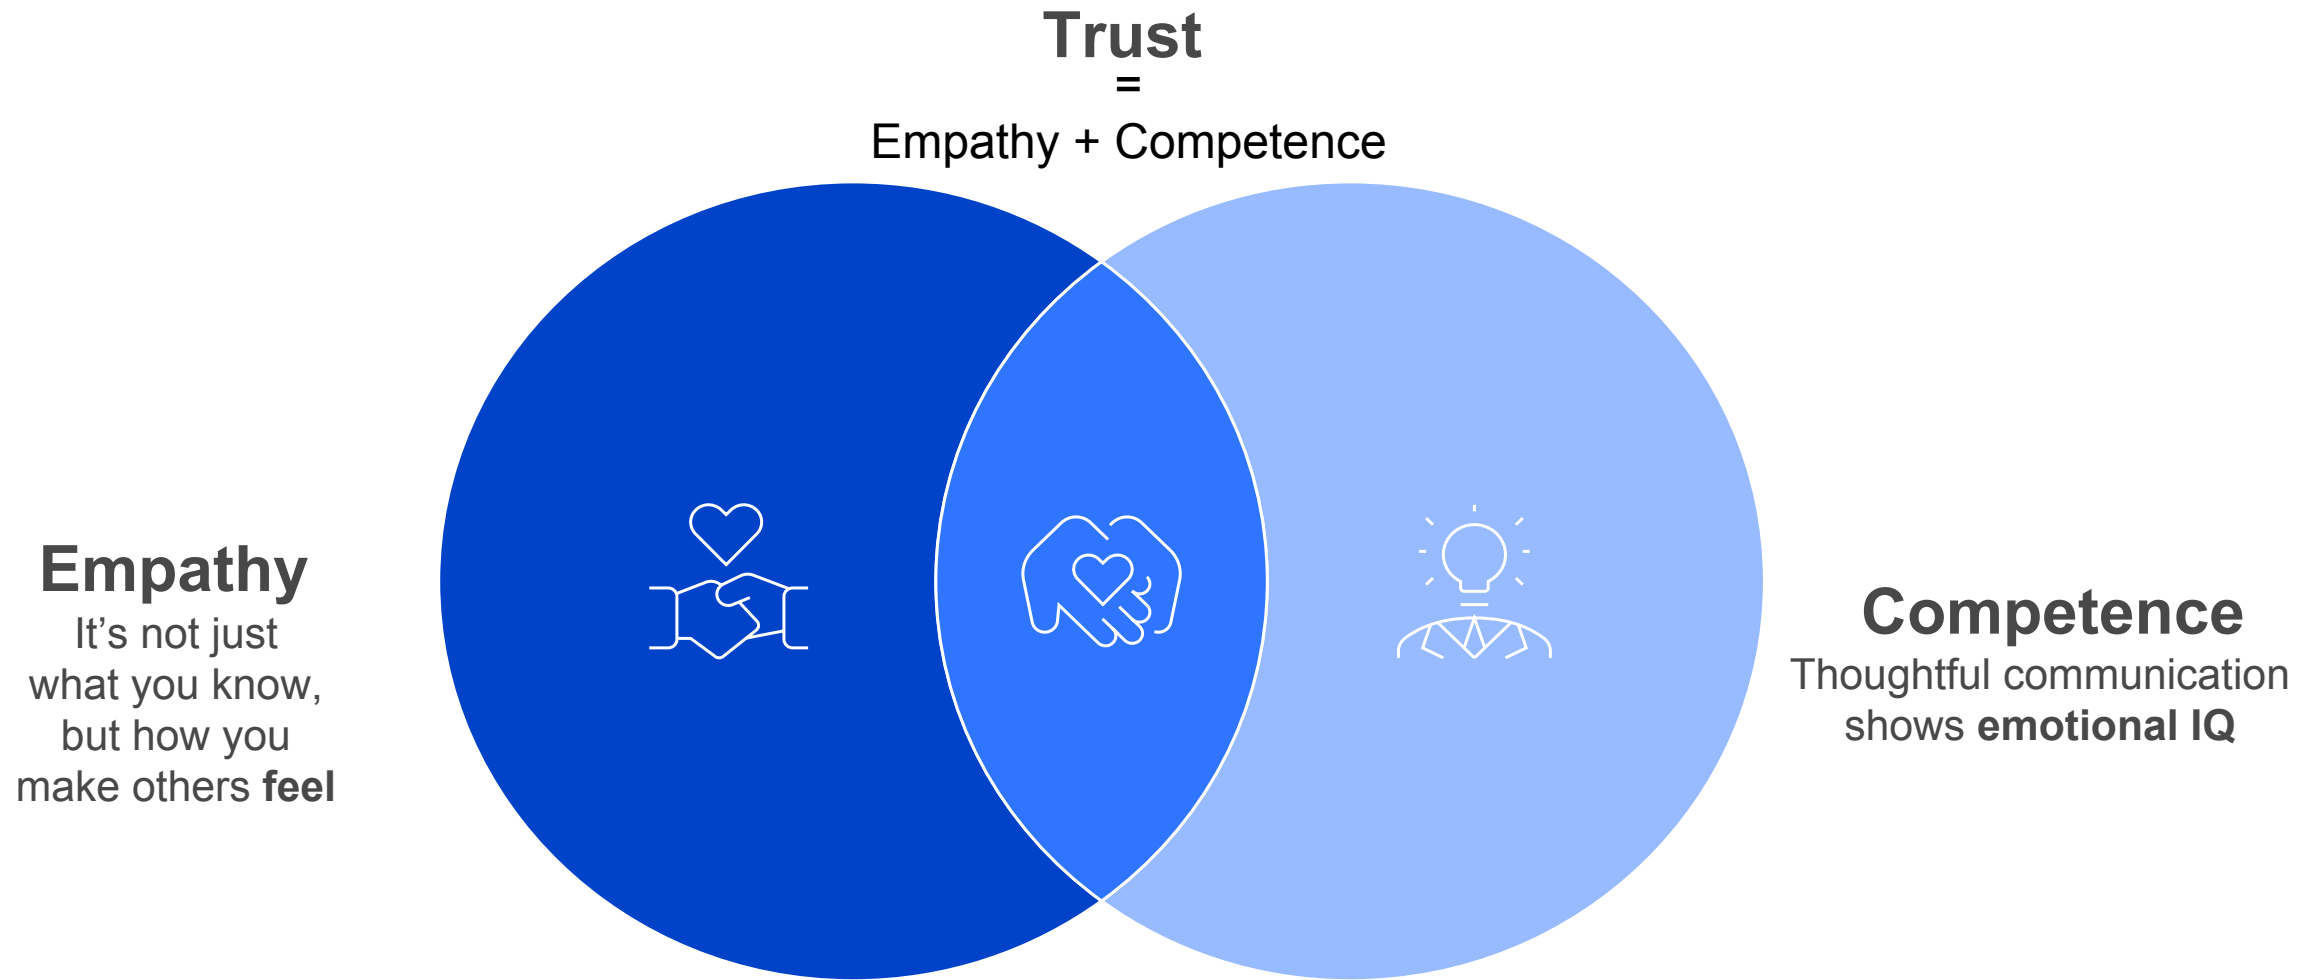 Trust
=
Empathy + Competence
Empathy
It’s not just
what you know,
but how you
make others feel
Competence
Thoughtful communication
shows emotional IQ